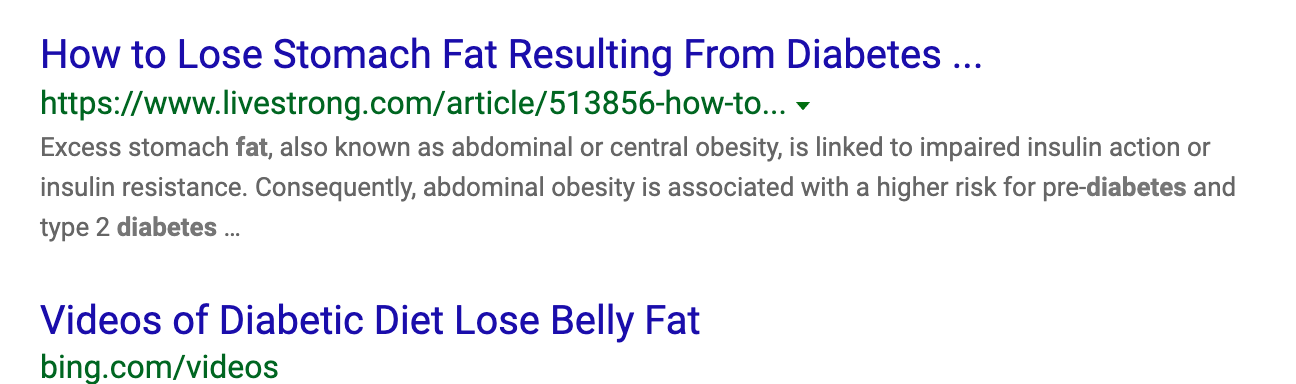 How to Lose Stomach Fat Resulting From Diabetes ...
https://www.livestrong.com/article/513856-how-to...
Excess stomach fat, also known as abdominal or central obesity, is linked to impaired insulin action or
insulin resistance. Consequently, abdominal obesity is associated with a higher risk for pre-diabetes and
type 2 diabetes ...
Videos of Diabetic Diet Lose Belly Fat
bing.com/videos